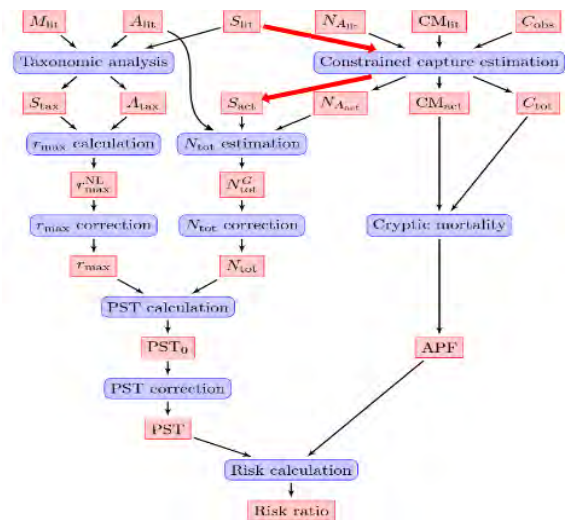 M_lit A_lit S_lit N_A_lit CM_lit C_obs
Taxonomic analysis Constrained capture estimation
S_tax A_tax S_act N_A_act CM_act C_tot
r_max calculation N_tot estimation
r_max^NL N_tot^G
r_max correction N_tot correction Cryptic mortality
r_max N_tot
PST calculation
PST_0 APF
PST correction
PST
Risk calculation
Risk ratio